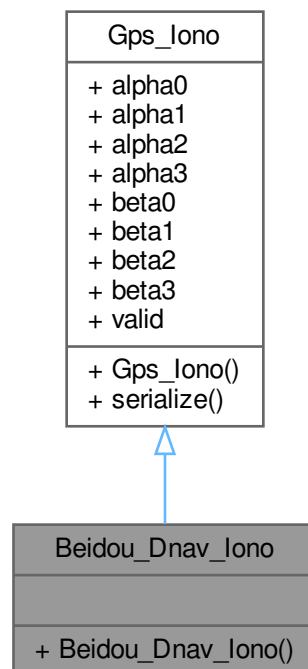 Gps_Iono
+ alpha0
+ alpha1
+ alpha2
+ alpha3
+ beta0
+ beta1
+ beta2
+ beta3
+ valid
+ Gps_Iono()
+ serialize()
Beidou_Dnav_Iono
+ Beidou_Dnav_Iono()